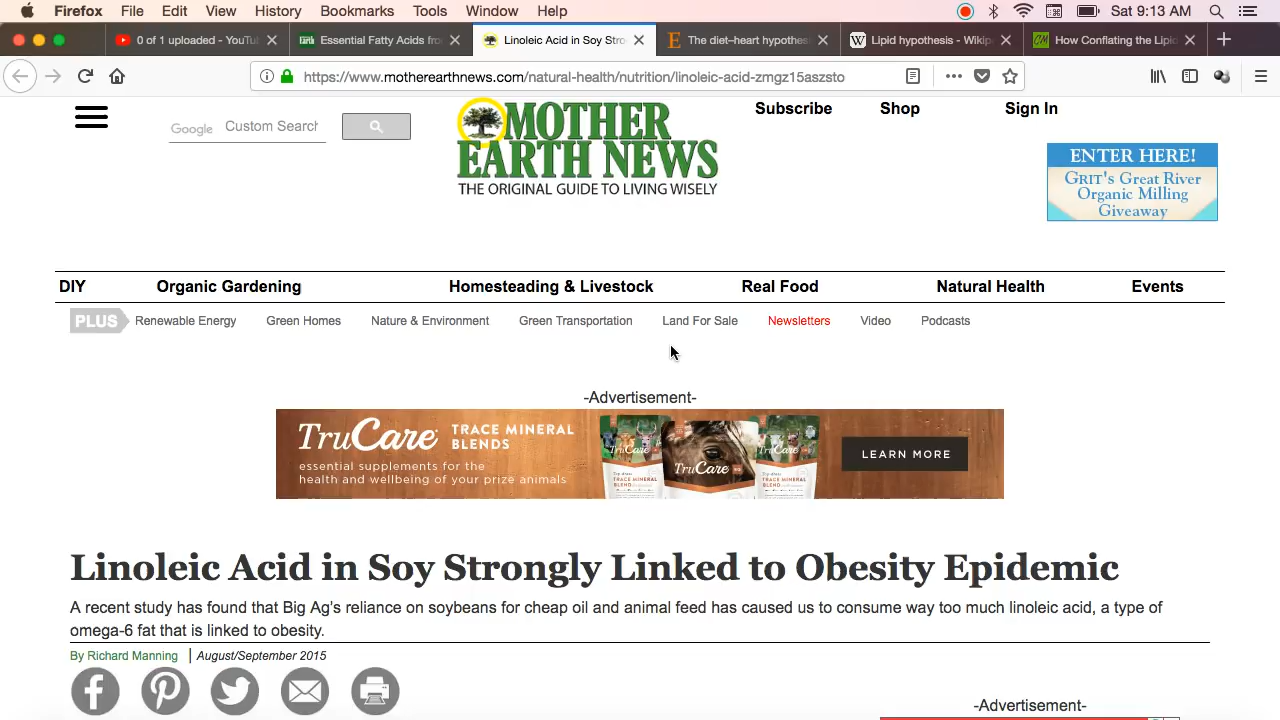 Firefox File Edit View History Bookmarks Tools Window Help Sat 9:13 AM
0 of 1 uploaded - YouTu Essential Fatty Acids fro Linoleic Acid in Soy Stro The diet–heart hypothes Lipid hypothesis - Wikip How Conflating the Lipi
https://www.motherearthnews.com/natural-health/nutrition/linoleic-acid-zmgz15aszsto
Subscribe Shop Sign In
Google Custom Search
MOTHER
EARTH NEWS
THE ORIGINAL GUIDE TO LIVING WISELY
ENTER HERE!
GRIT's Great River
Organic Milling
Giveaway
DIY Organic Gardening Homesteading & Livestock Real Food Natural Health Events
PLUS Renewable Energy Green Homes Nature & Environment Green Transportation Land For Sale Newsletters Video Podcasts
-Advertisement-
TruCare TRACE MINERAL
BLENDS
essential supplements for the
health and wellbeing of your prize animals
TruCare TruCare TruCare
LEARN MORE
Linoleic Acid in Soy Strongly Linked to Obesity Epidemic
A recent study has found that Big Ag's reliance on soybeans for cheap oil and animal feed has caused us to consume way too much linoleic acid, a type of
omega-6 fat that is linked to obesity.
By Richard Manning | August/September 2015
-Advertisement-